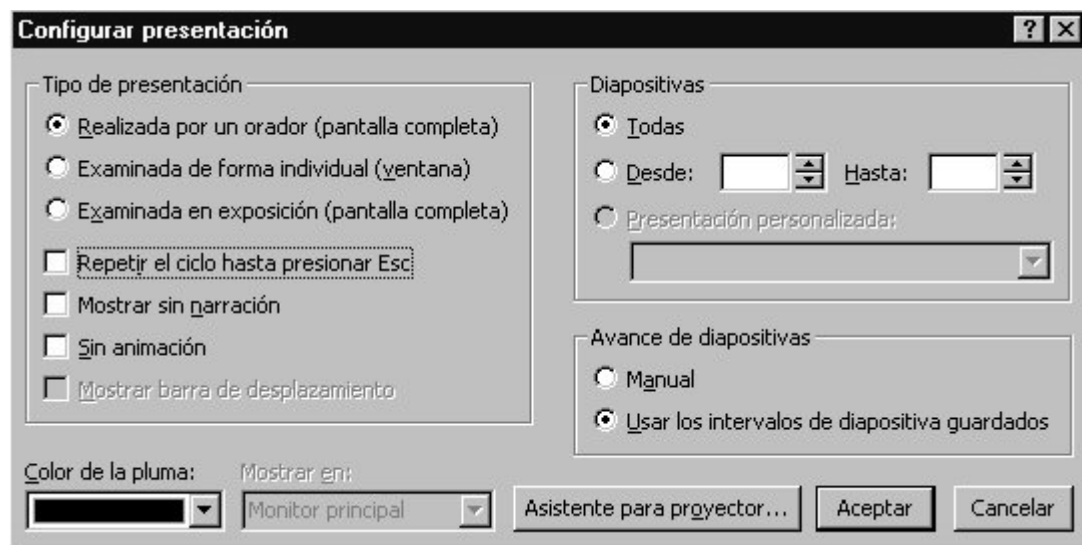 Configurar presentación
Tipo de presentación
Realizada por un orador (pantalla completa)
Examinada de forma individual (ventana)
Examinada en exposición (pantalla completa)
Repetir el ciclo hasta presionar Esc
Mostrar sin narración
Sin animación
Mostrar barra de desplazamiento
Diapositivas
Todas
Desde: Hasta:
Presentación personalizada:
Avance de diapositivas
Manual
Usar los intervalos de diapositiva guardados
Color de la pluma: Mostrar en:
Monitor principal Asistente para proyector... Aceptar Cancelar